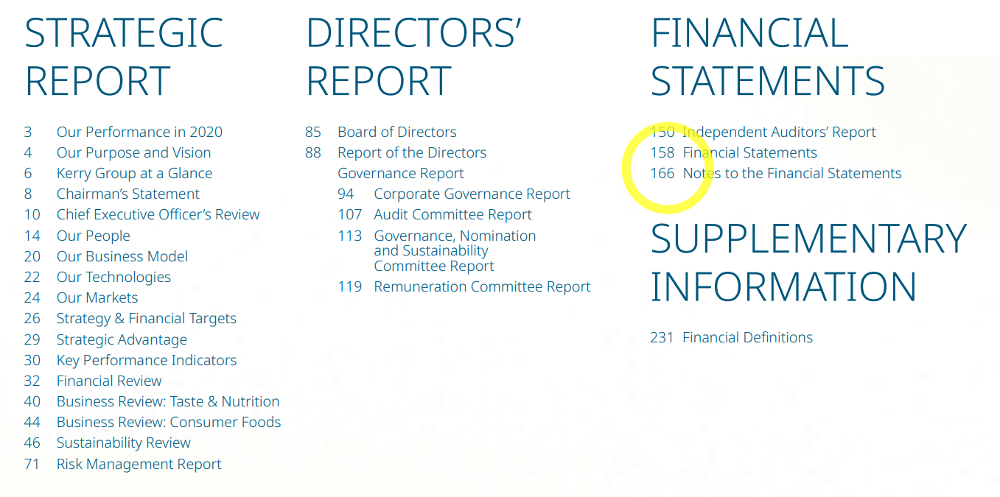 STRATEGIC
REPORT
3 Our Performance in 2020
4 Our Purpose and Vision
6 Kerry Group at a Glance
8 Chairman’s Statement
10 Chief Executive Officer’s Review
14 Our People
20 Our Business Model
22 Our Technologies
24 Our Markets
26 Strategy & Financial Targets
29 Strategic Advantage
30 Key Performance Indicators
32 Financial Review
40 Business Review: Taste & Nutrition
44 Business Review: Consumer Foods
46 Sustainability Review
71 Risk Management Report
DIRECTORS’
REPORT
85 Board of Directors
88 Report of the Directors
Governance Report
94 Corporate Governance Report
107 Audit Committee Report
113 Governance, Nomination
and Sustainability
Committee Report
119 Remuneration Committee Report
FINANCIAL
STATEMENTS
150 Independent Auditors’ Report
158 Financial Statements
166 Notes to the Financial Statements
SUPPLEMENTARY
INFORMATION
231 Financial Definitions